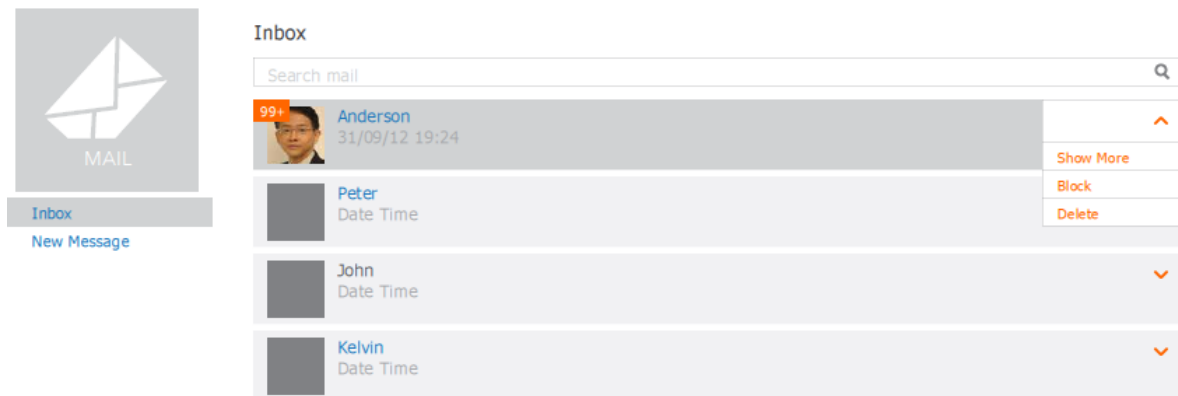 MAIL
Inbox
New Message
Inbox
Search mail
99+
Anderson
31/09/12 19:24
Show More
Block
Delete
Peter
Date Time
John
Date Time
Kelvin
Date Time